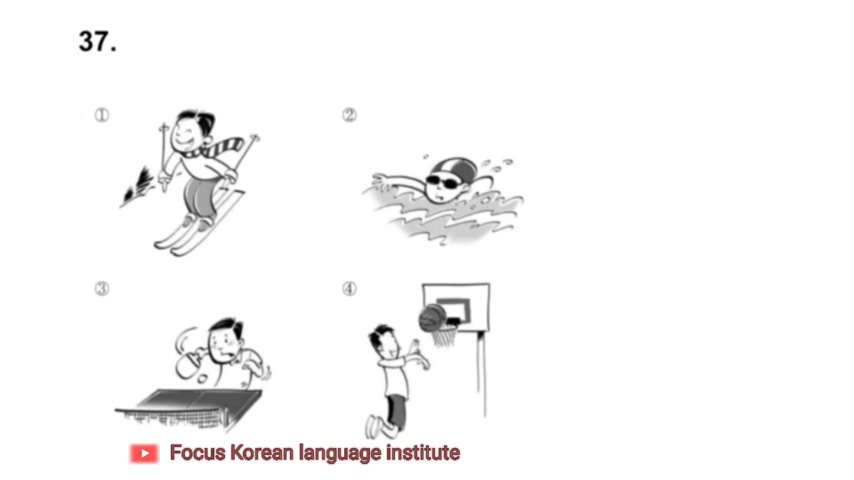 37.
① ②
③ ④
Focus Korean language institute